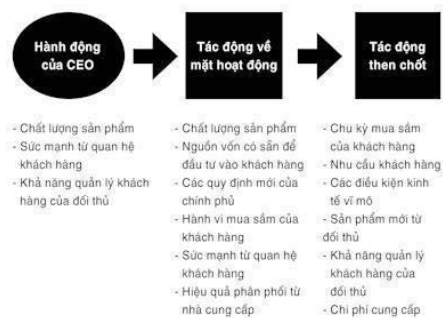 Hành động
của CEO
Tác động về
mặt hoạt động
Tác động
then chốt
- Chất lượng sản phẩm
- Sức mạnh từ quan hệ
khách hàng
- Khả năng quản lý khách
hàng của đối thủ
- Chất lượng sản phẩm
- Nguồn vốn có sẵn để
đầu tư vào khách hàng
- Các quy định mới của
chính phủ
- Hành vi mua sắm của
khách hàng
- Sức mạnh từ quan hệ
khách hàng
- Hiệu quả phân phối từ
nhà cung cấp
- Chu kỳ mua sắm
của khách hàng
- Nhu cầu khách hàng
- Các điều kiện kinh
tế vĩ mô
- Sản phẩm mới từ
đối thủ
- Khả năng quản lý
khách hàng của
đối thủ
- Chi phí cung cấp